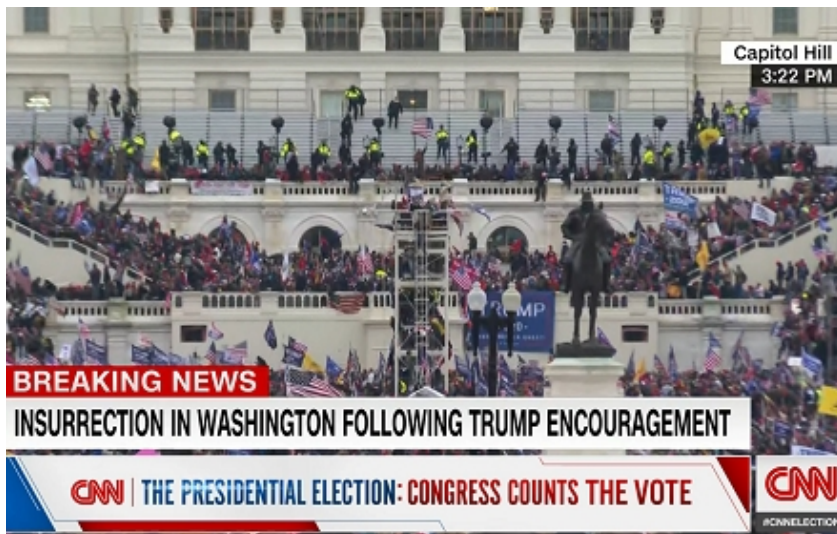 Capitol Hill
3:22 PM
TRUMP
BREAKING NEWS
INSURRECTION IN WASHINGTON FOLLOWING TRUMP ENCOURAGEMENT
CNN THE PRESIDENTIAL ELECTION: CONGRESS COUNTS THE VOTE
CNN
#CNNELECTION